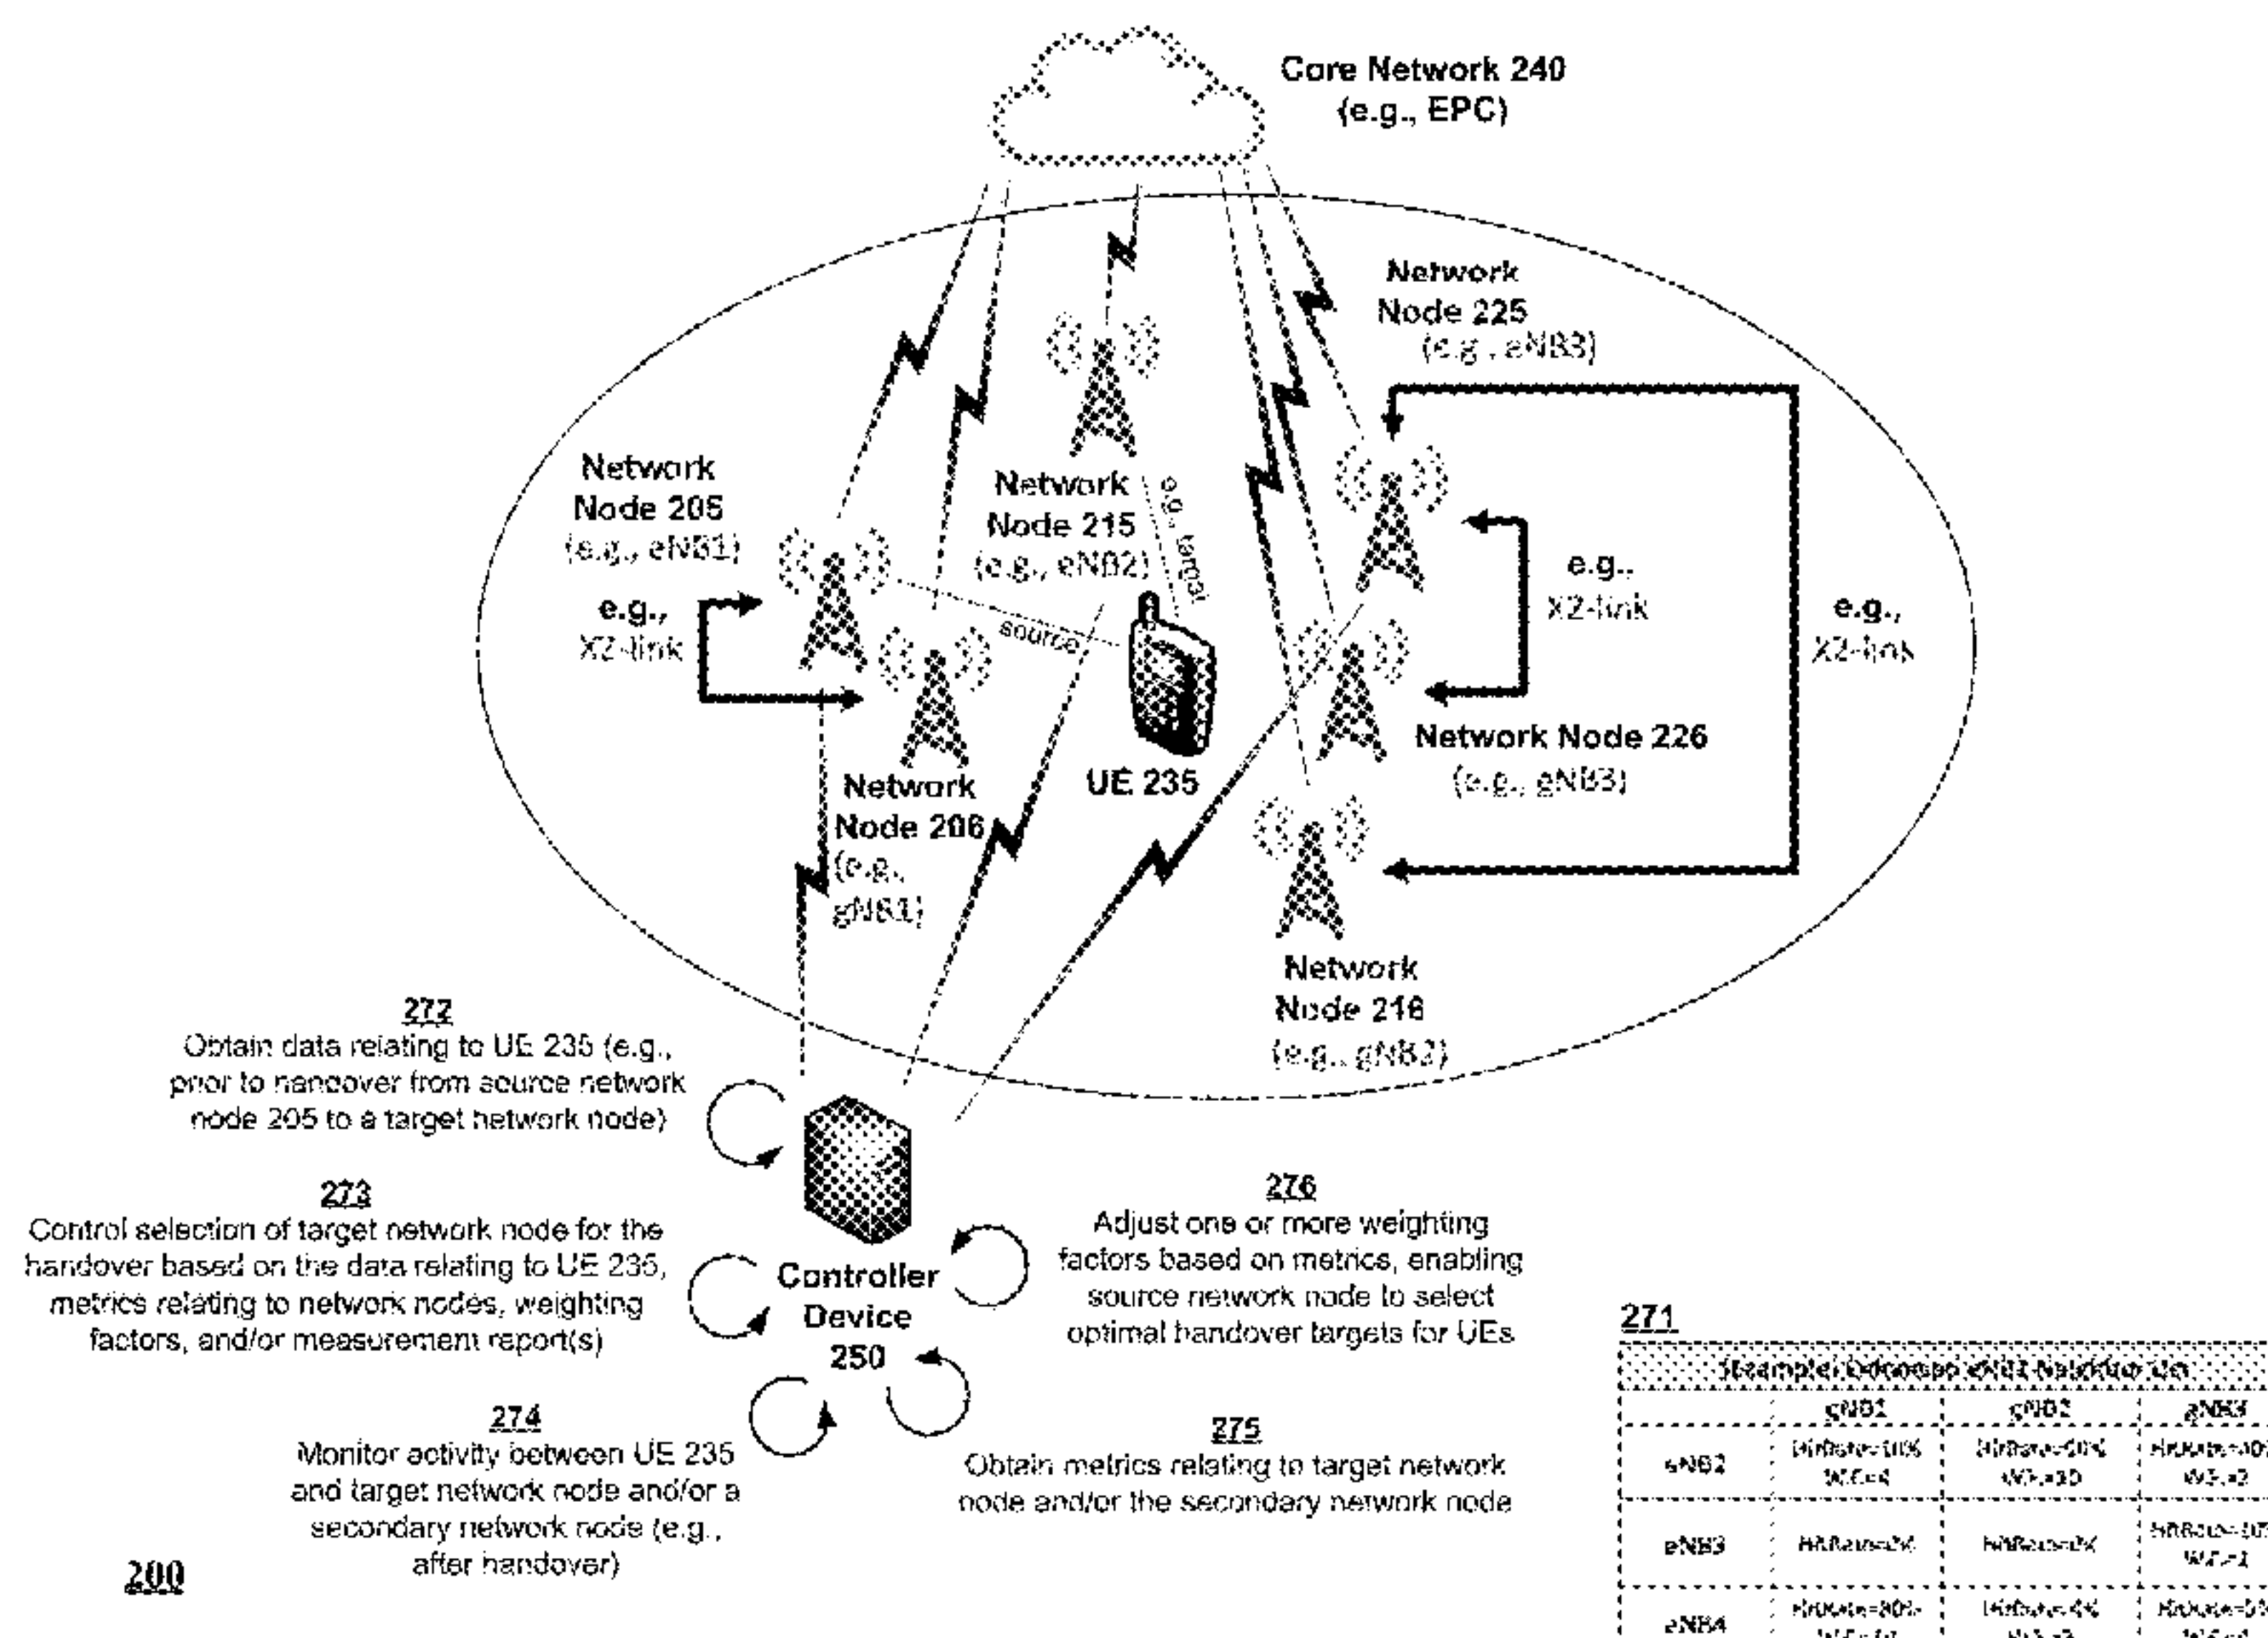 Core Network 240
(e.g., EPC)
Network
Node 225
(e.g., eNB3)
Network
Node 205
(e.g., eNB1)
Network
Node 215
(e.g., eNB2)
e.g., target
source
e.g.,
X2-link
e.g.,
X2-link
e.g.,
X2-link
Network Node 226
(e.g., gNB3)
UE 235
Network
Node 206
(e.g.,
gNB1)
Network
Node 216
(e.g., gNB2)
272
Obtain data relating to UE 235 (e.g.,
prior to handover from source network
node 205 to a target network node)
273
Control selection of target network node for the
handover based on the data relating to UE 235,
metrics relating to network nodes, weighting
factors, and/or measurement report(s)
Controller
Device
250
276
Adjust one or more weighting
factors based on metrics, enabling
source network node to select
optimal handover targets for UEs
274
Monitor activity between UE 235
and target network node and/or a
secondary network node (e.g.,
after handover)
275
Obtain metrics relating to target network
node and/or the secondary network node
200
271
gNB1 gNB2 gNB3
eNB2
eNB3
eNB4